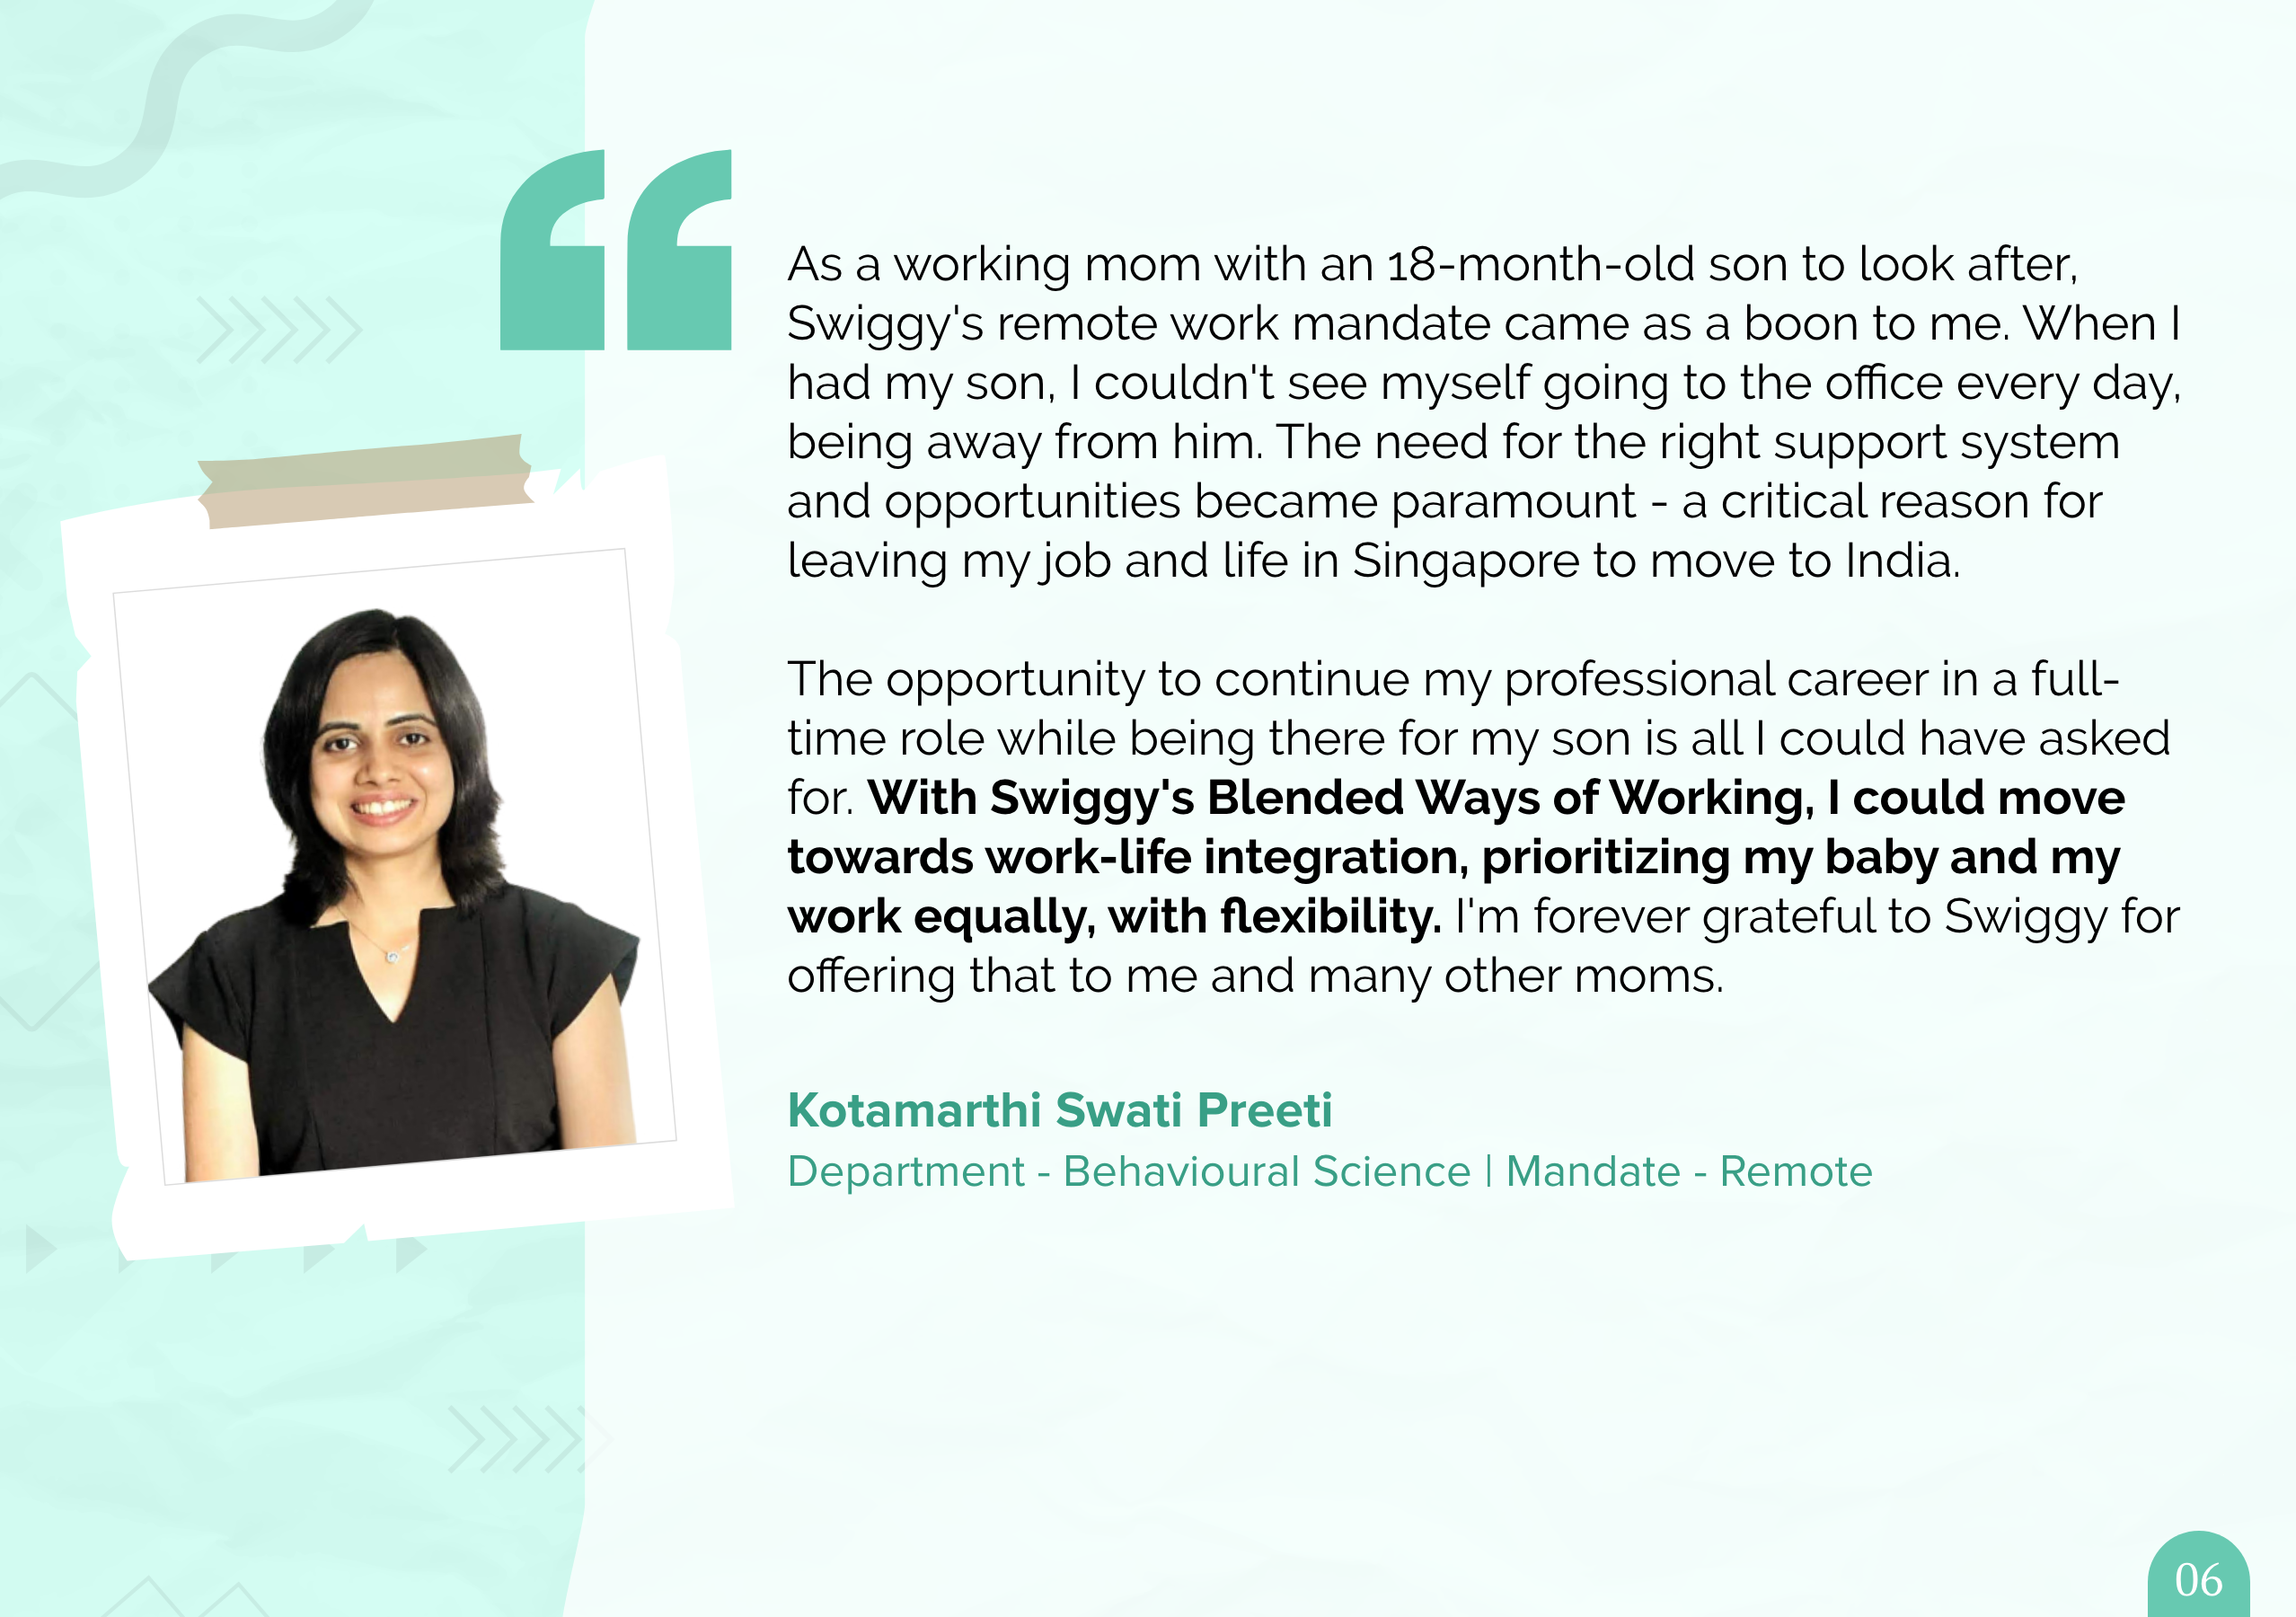 As a working mom with an 18-month-old son to look after,
Swiggy's remote work mandate came as a boon to me. When I
had my son, I couldn't see myself going to the office every day,
being away from him. The need for the right support system
and opportunities became paramount - a critical reason for
leaving my job and life in Singapore to move to India.
The opportunity to continue my professional career in a full-
time role while being there for my son is all I could have asked
for. With Swiggy's Blended Ways of Working, I could move
towards work-life integration, prioritizing my baby and my
work equally, with flexibility. I'm forever grateful to Swiggy for
offering that to me and many other moms.
Kotamarthi Swati Preeti
Department - Behavioural Science | Mandate - Remote
06